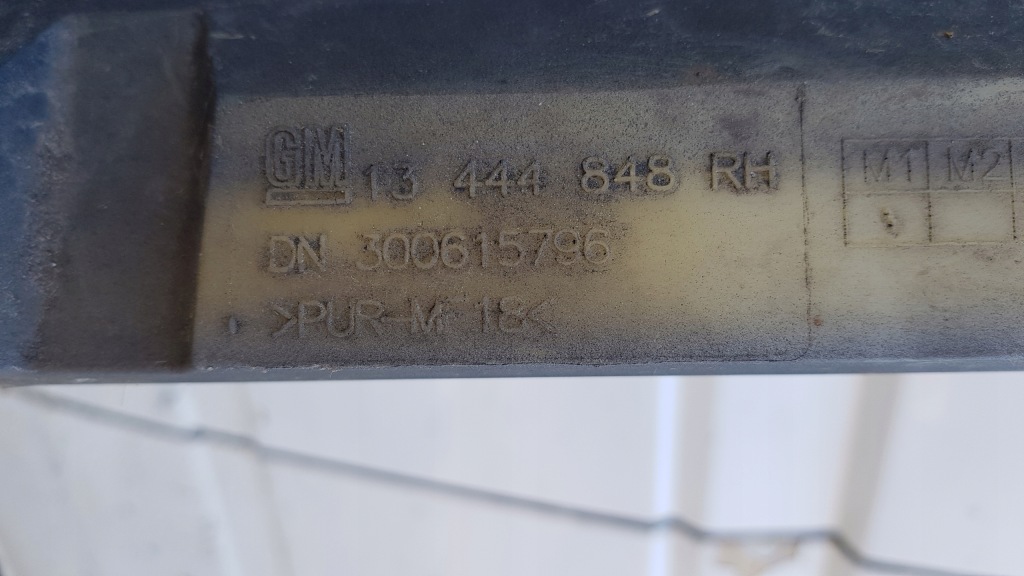 GM 13 444 848 RH
DN 300615796
>PUR-M 18<
M1 M2